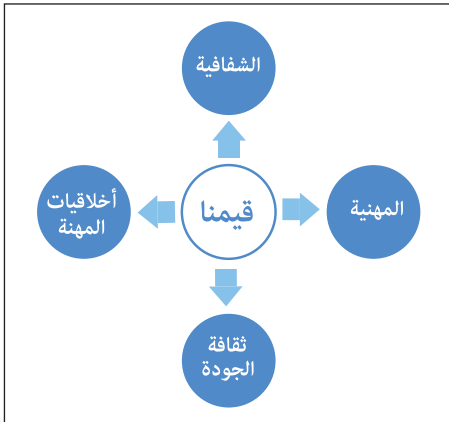 الشفافية
المهنية
قيمنا
أخلاقيات
المهنة
ثقافة
الجودة